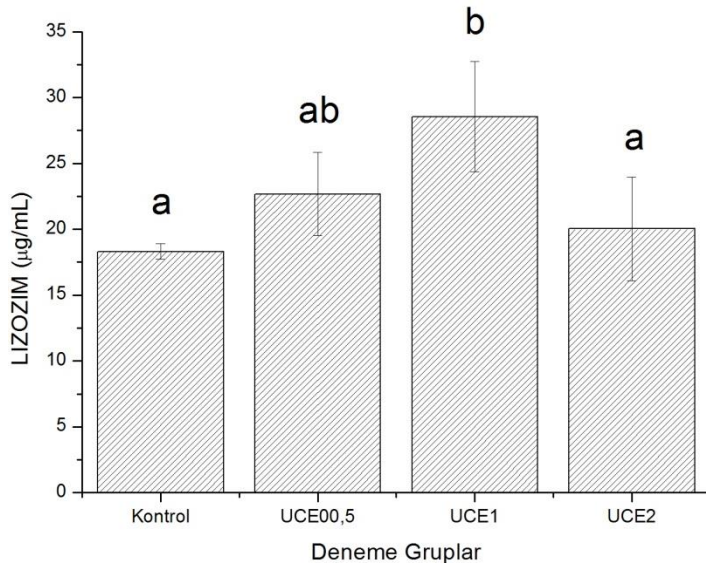 35
30
25
20
15
10
5
0
LIZOZIM (µg/mL)
a
ab
b
a
Kontrol
UCE00,5
UCE1
UCE2
Deneme Gruplar